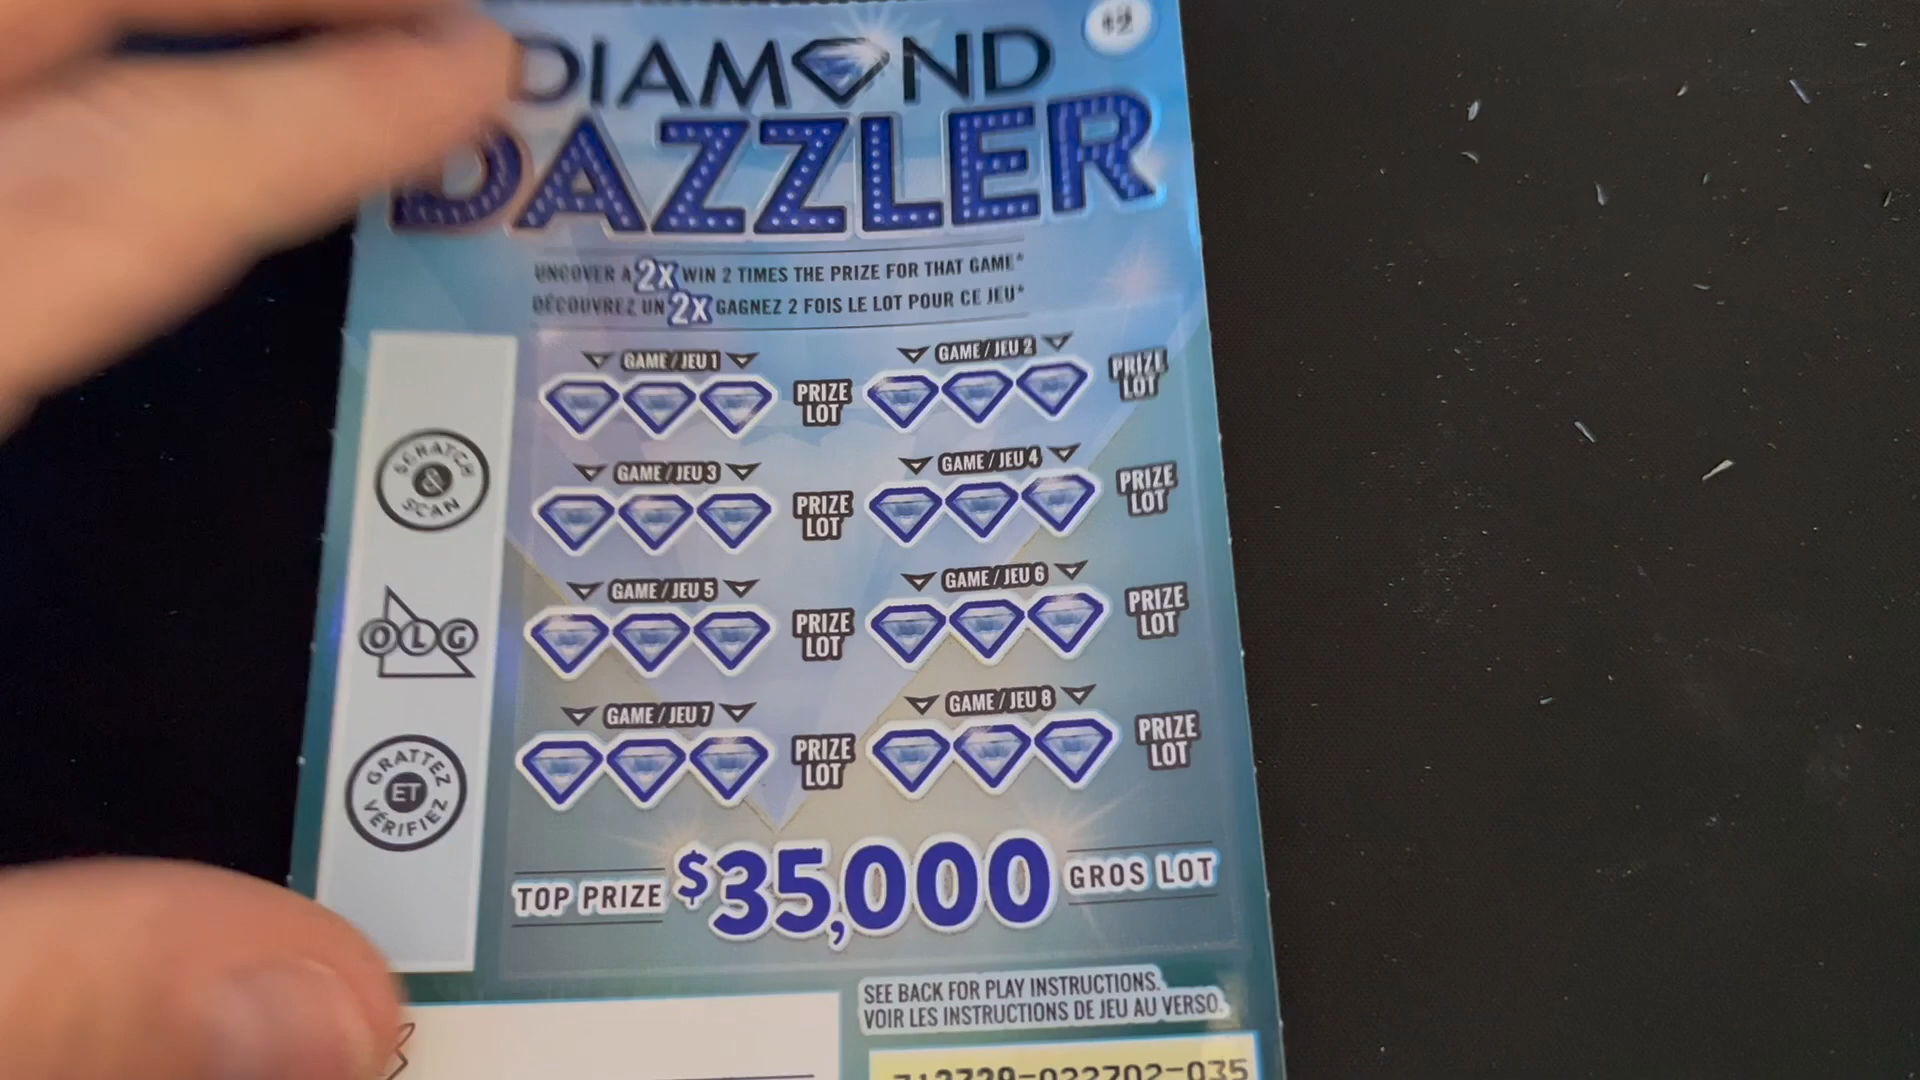 $2
DIAMOND
DAZZLER
UNCOVER A 2X WIN 2 TIMES THE PRIZE FOR THAT GAME*
DÉCOUVREZ UN 2X GAGNEZ 2 FOIS LE LOT POUR CE JEU*
GAME / JEU 1
PRIZE
LOT
GAME / JEU 2
PRIZE
LOT
GAME / JEU 3
PRIZE
LOT
GAME / JEU 4
PRIZE
LOT
GAME / JEU 5
PRIZE
LOT
GAME / JEU 6
PRIZE
LOT
GAME / JEU 7
PRIZE
LOT
GAME / JEU 8
PRIZE
LOT
SCRATCH
&
SCAN
OLG
GRATTEZ
ET
VÉRIFIEZ
TOP PRIZE $35,000 GROS LOT
SEE BACK FOR PLAY INSTRUCTIONS.
VOIR LES INSTRUCTIONS DE JEU AU VERSO.